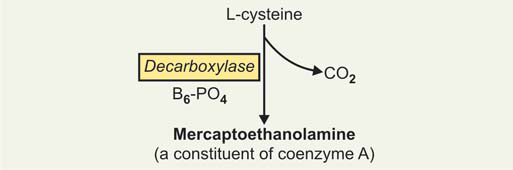 L-cysteine
Decarboxylase
B6-PO4
CO2
Mercaptoethanolamine
(a constituent of coenzyme A)